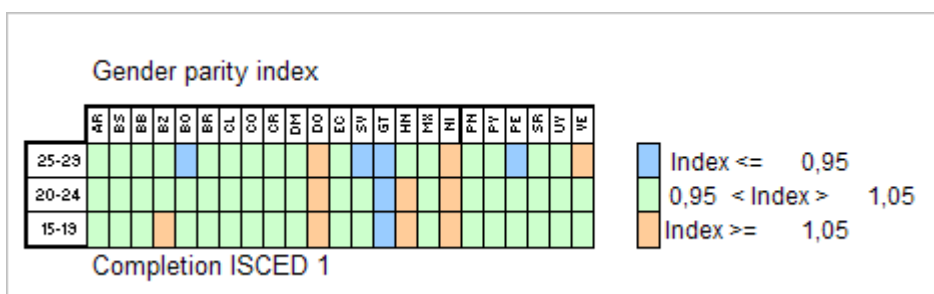 Gender parity index
AR BS BB BZ BO BR CL CO CR DM DO EC SV GT HN MX NI PN PY PE SR UY VE
25-29
20-24
15-19
Completion ISCED 1
Index <= 0,95
0,95 < Index > 1,05
Index >= 1,05